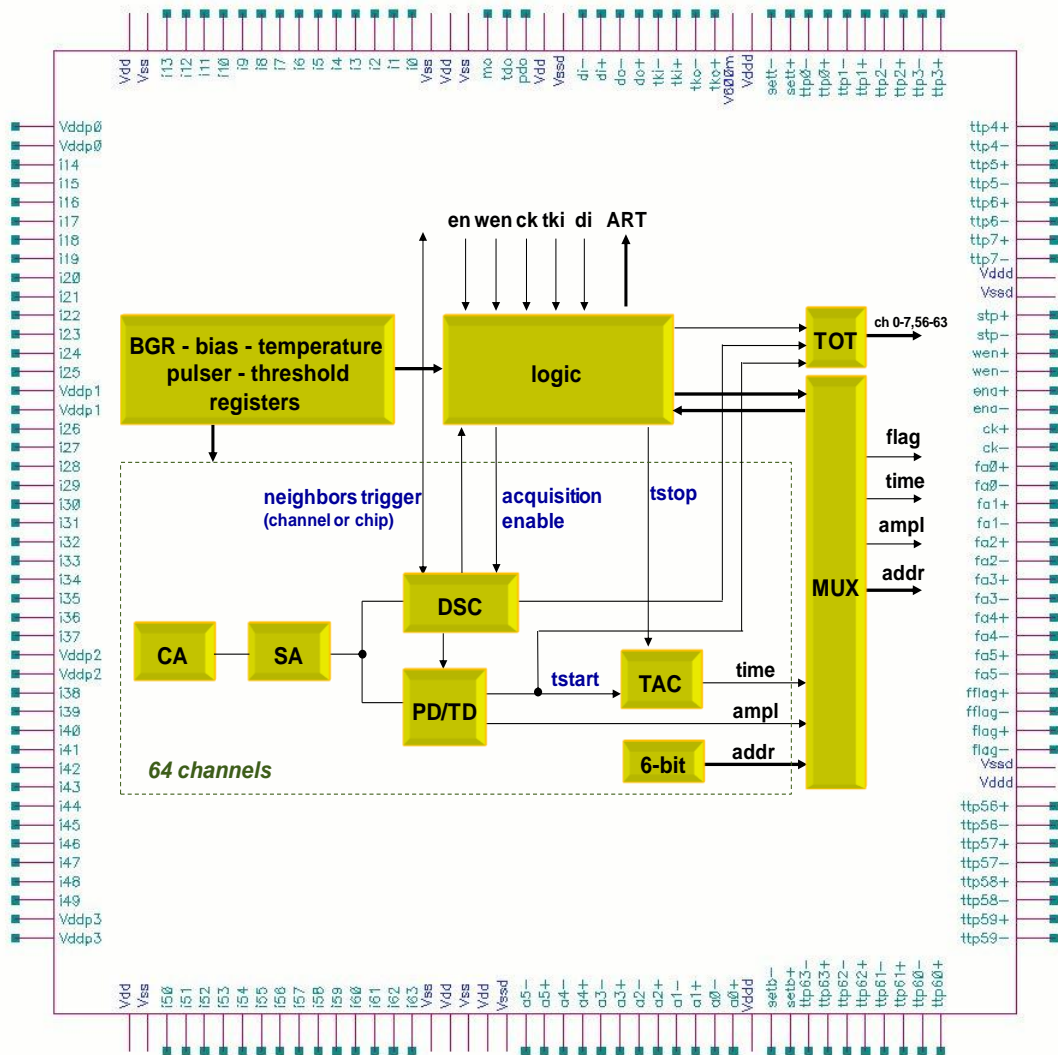 Vdd
Vss
i13
i12
i11
i10
i9
i8
i7
i6
i5
i4
i3
i2
i1
i0
Vss
Vdd
Vss
mo
tdo
pdo
Vdd
Vssd
di-
di+
do-
do+
tki-
tki+
tko-
tko+
V600m
Vddd
sett-
sett+
ttp0-
ttp0+
ttp1-
ttp1+
ttp2-
ttp2+
ttp3-
ttp3+
Vddp0
Vddp0
i14
i15
i16
i17
i18
i19
i20
i21
i22
i23
i24
i25
Vddp1
Vddp1
i26
i27
i28
i29
i30
i31
i32
i33
i34
i35
i36
i37
Vddp2
Vddp2
i38
i39
i40
i41
i42
i43
i44
i45
i46
i47
i48
i49
Vddp3
Vddp3
en wen ck tki di ART
BGR - bias - temperature
pulser - threshold
registers
logic
TOT
ch 0-7,56-63
neighbors trigger
(channel or chip)
acquisition
enable
tstop
flag
time
ampl
addr
MUX
DSC
CA
SA
PD/TD
tstart
TAC
time
ampl
6-bit
addr
64 channels
ttp4+
ttp4-
ttp5+
ttp5-
ttp6+
ttp6-
ttp7+
ttp7-
Vddd
Vssd
stp+
stp-
wen+
wen-
ena+
ena-
ck+
ck-
fa0+
fa0-
fa1+
fa1-
fa2+
fa2-
fa3+
fa3-
fa4+
fa4-
fa5+
fa5-
fflag+
fflag-
flag+
flag-
Vssd
Vddd
ttp56+
ttp56-
ttp57+
ttp57-
ttp58+
ttp58-
ttp59+
ttp59-
Vdd
Vss
i50
i51
i52
i53
i54
i55
i56
i57
i58
i59
i60
i61
i62
i63
Vss
Vdd
Vss
Vdd
Vssd
a5-
a5+
a4-
a4+
a3-
a3+
a2-
a2+
a1-
a1+
a0-
a0+
Vddd
setb-
setb+
ttp63-
ttp63+
ttp62-
ttp62+
ttp61-
ttp61+
ttp60-
ttp60+